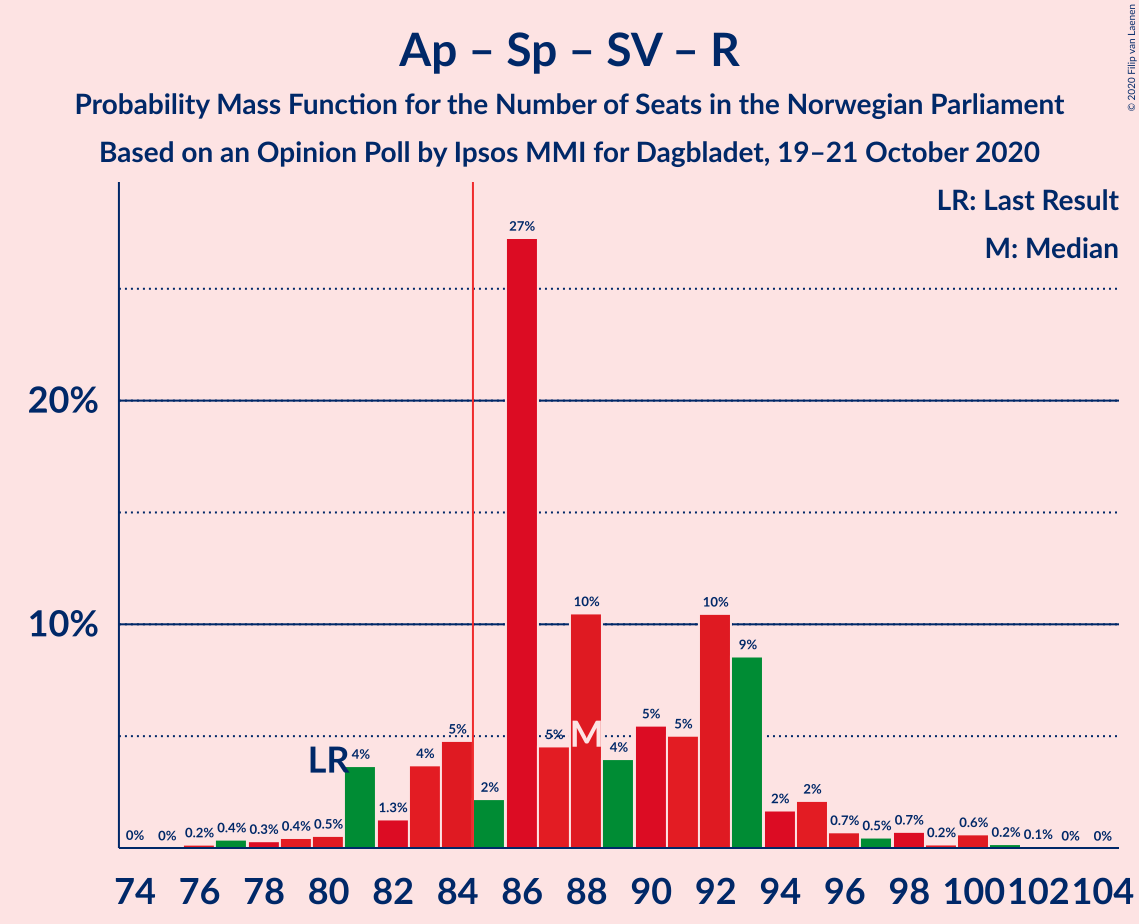 © 2020 Filip van Laenen
Ap – Sp – SV – R
Probability Mass Function for the Number of Seats in the Norwegian Parliament
Based on an Opinion Poll by Ipsos MMI for Dagbladet, 19–21 October 2020
LR: Last Result
M: Median
20%
10%
0% 0% 0.2% 0.4% 0.3% 0.4% 0.5% 4% 1.3% 4% 5% 2% 27% 5% 10% 4% 5% 5% 10% 9% 2% 2% 0.7% 0.5% 0.7% 0.2% 0.6% 0.2% 0.1% 0% 0%
LR
M
74 76 78 80 82 84 86 88 90 92 94 96 98 100 102 104